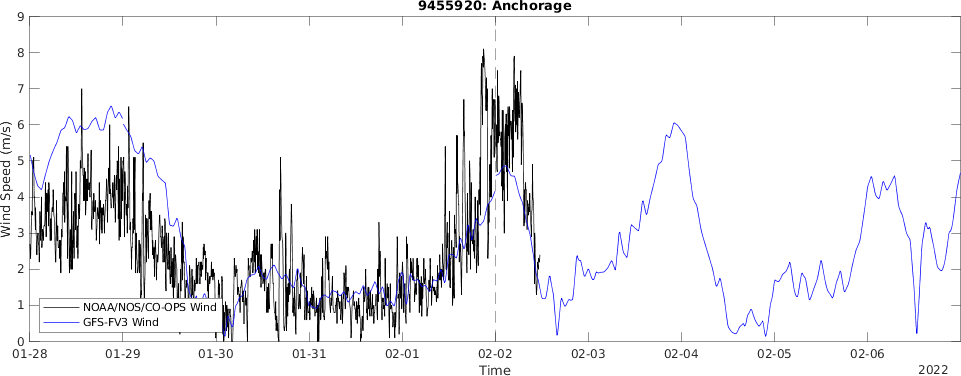 9455920: Anchorage
Wind Speed (m/s)
9
8
7
6
5
4
3
2
1
0
NOAA/NOS/CO-OPS Wind
GFS-FV3 Wind
01-28 01-29 01-30 01-31 02-01 02-02 02-03 02-04 02-05 02-06
Time
2022